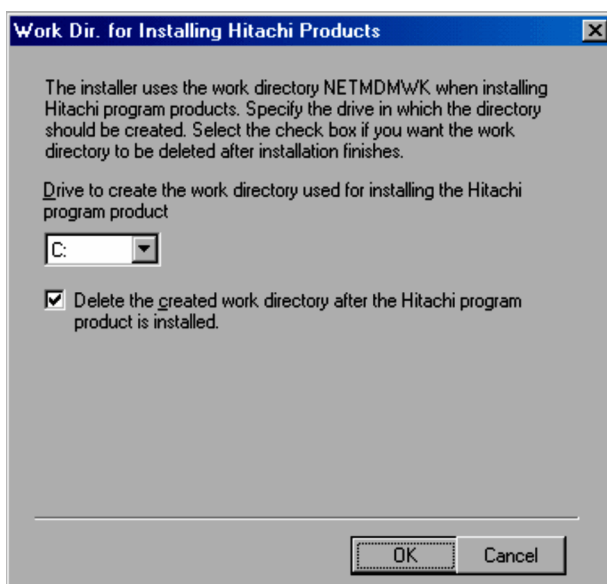 Work Dir. for Installing Hitachi Products
The installer uses the work directory NETMDMWK when installing
Hitachi program products. Specify the drive in which the directory
should be created. Select the check box if you want the work
directory to be deleted after installation finishes.
Drive to create the work directory used for installing the Hitachi
program product
C:
Delete the created work directory after the Hitachi program
product is installed.
OK
Cancel